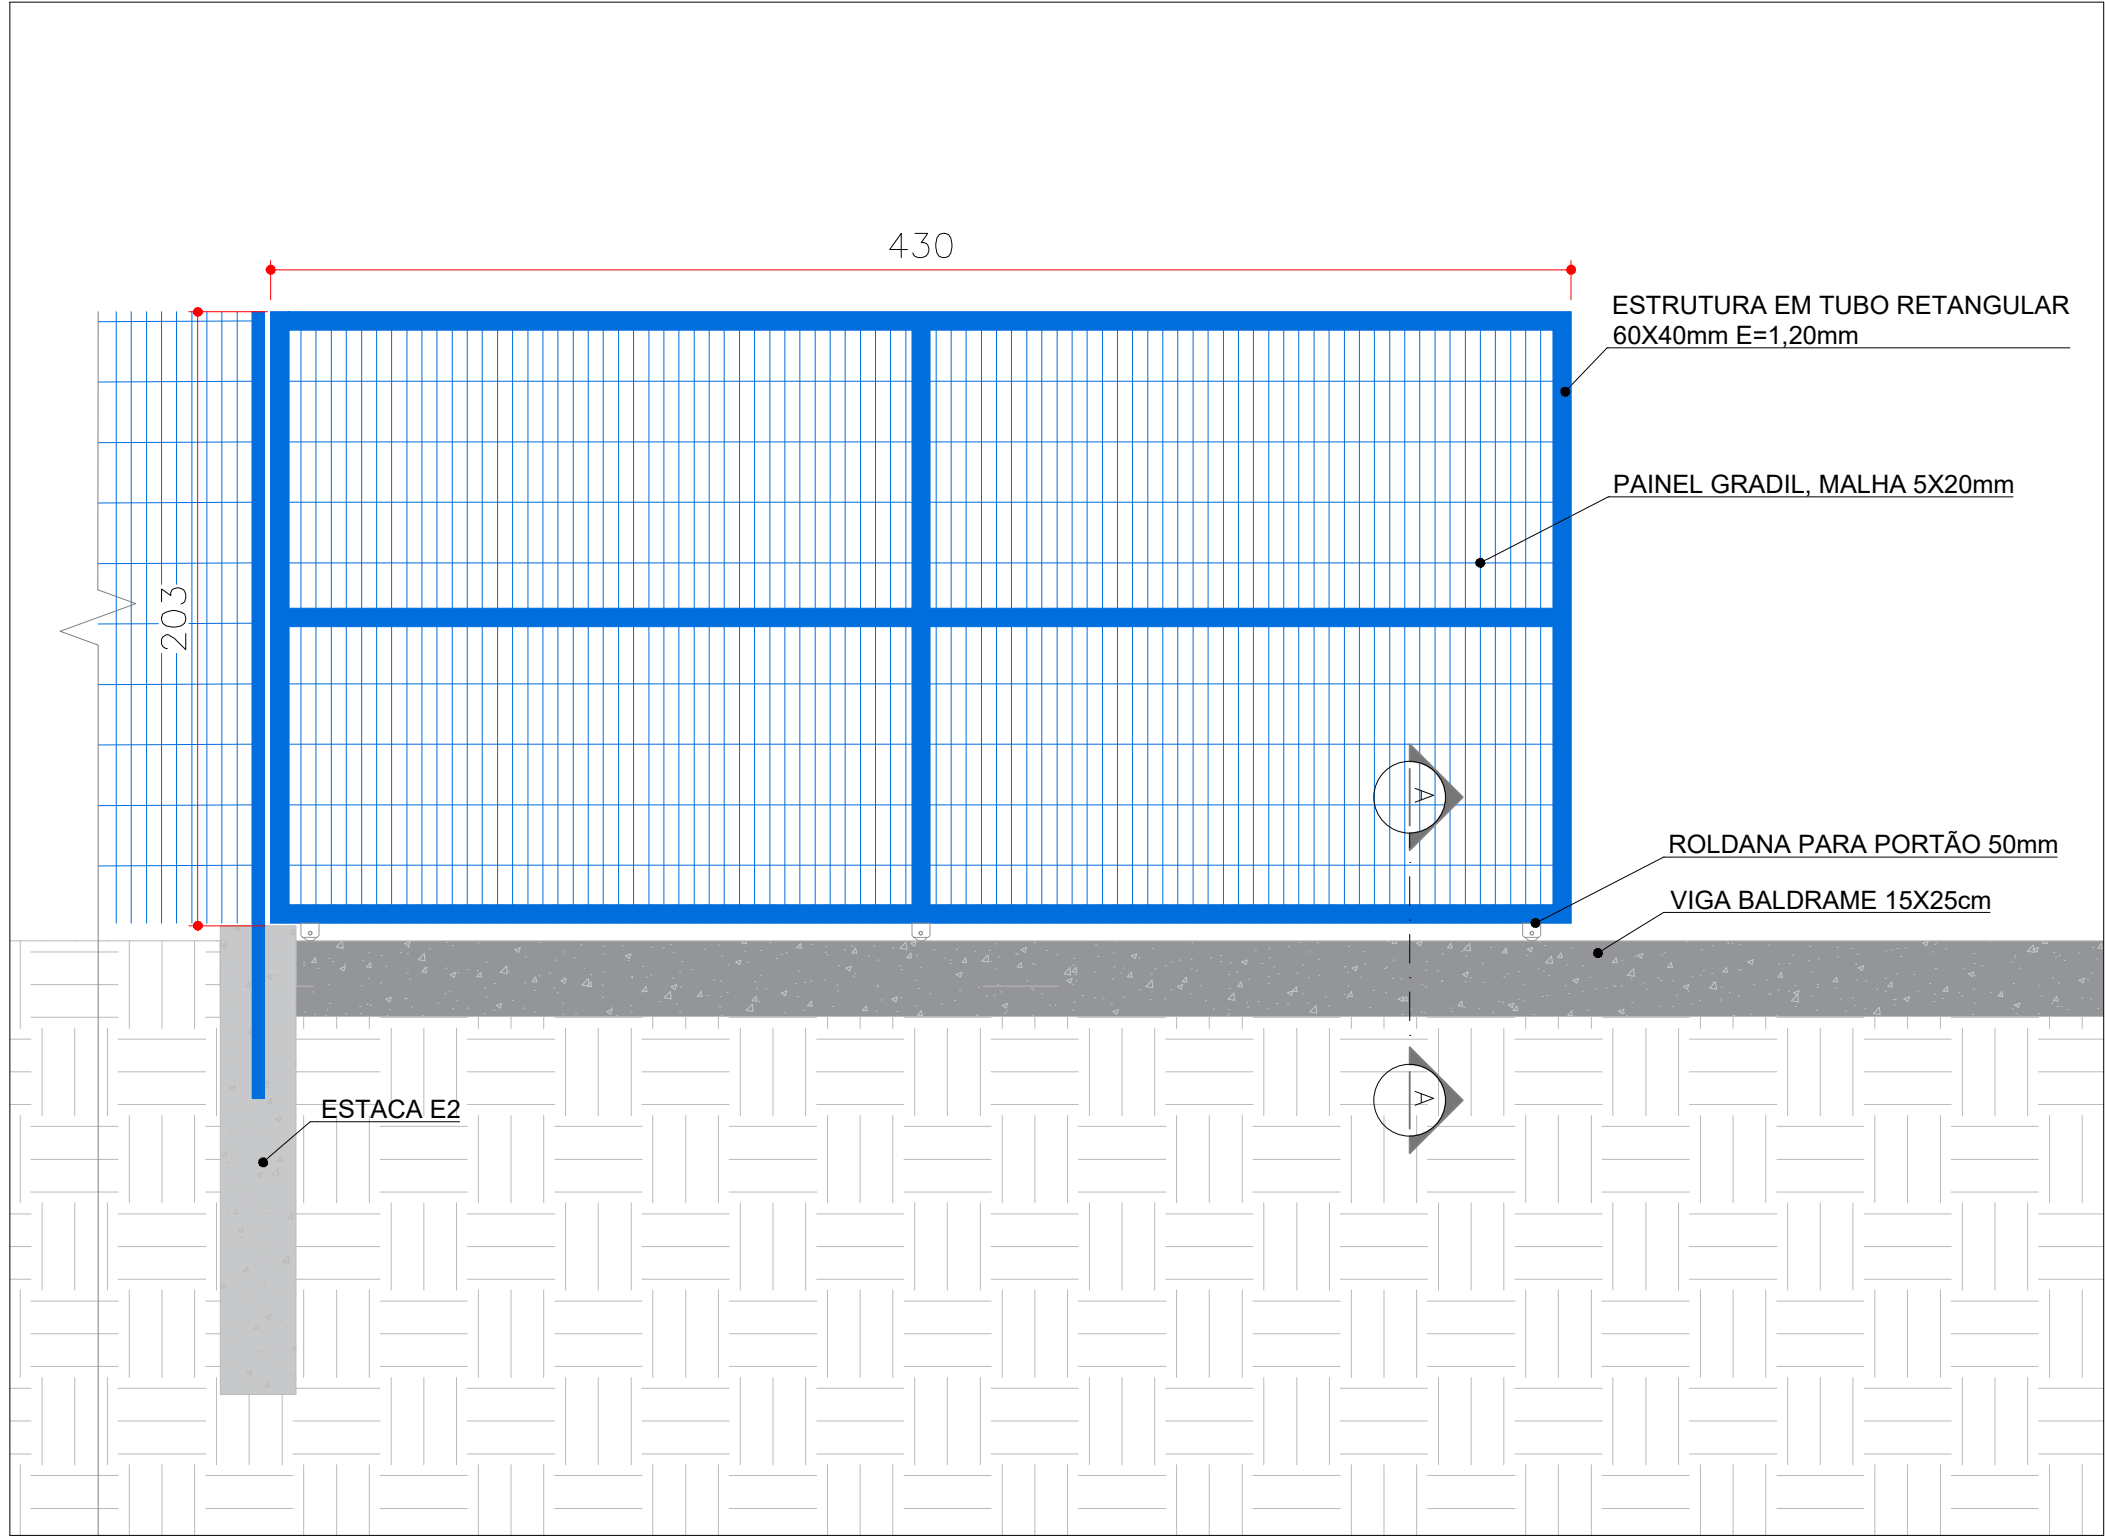 430
ESTRUTURA EM TUBO RETANGULAR
60X40mm E=1,20mm
PAINEL GRADIL, MALHA 5X20mm
203
A
ROLDANA PARA PORTÃO 50mm
VIGA BALDRAME 15X25cm
A
ESTACA E2